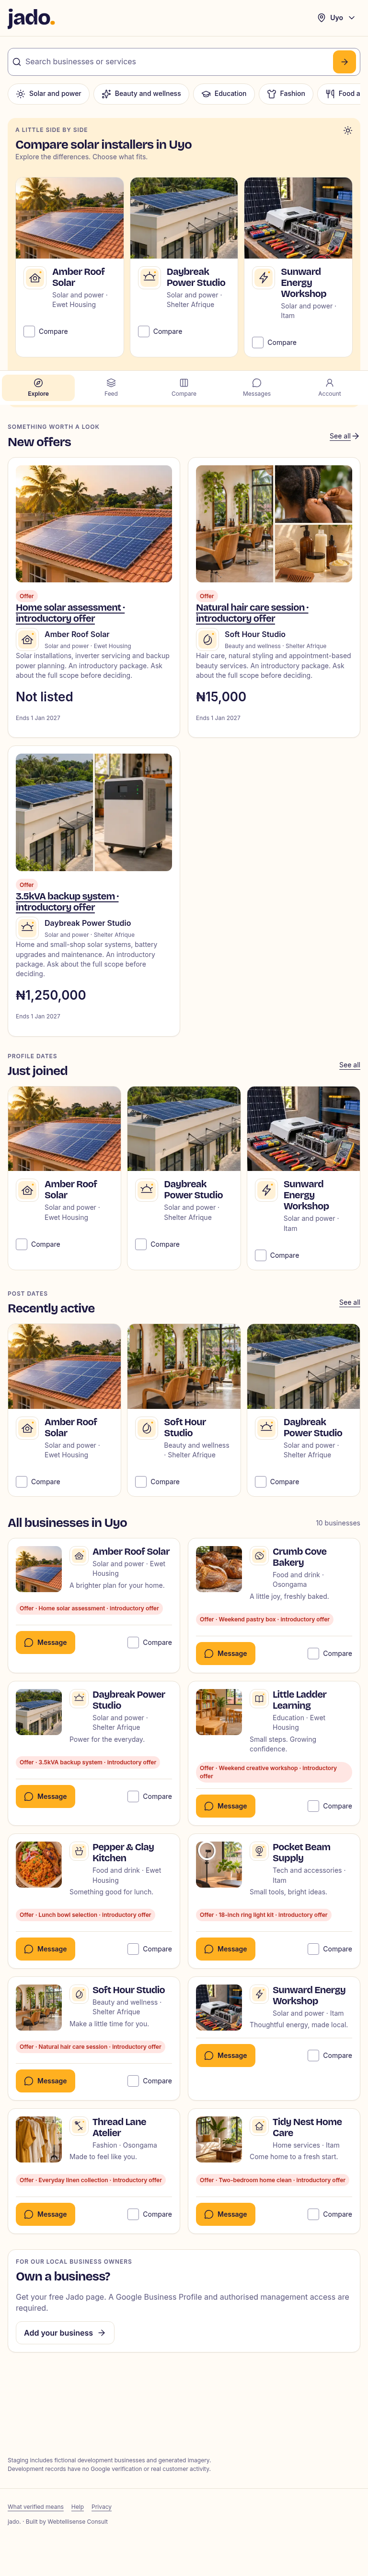 jado.
Uyo
Search businesses or services
Solar and power
Beauty and wellness
Education
Fashion
Food a
A LITTLE SIDE BY SIDE
Compare solar installers in Uyo
Explore the differences. Choose what fits.
Amber Roof
Solar
Solar and power ·
Ewet Housing
Compare
Daybreak
Power Studio
Solar and power ·
Shelter Afrique
Compare
Sunward
Energy
Workshop
Solar and power ·
Itam
Compare
Explore
Feed
Compare
Messages
Account
SOMETHING WORTH A LOOK
New offers
See all
Offer
Home solar assessment ·
introductory offer
Amber Roof Solar
Solar and power · Ewet Housing
Solar installations, inverter servicing and backup
power planning. An introductory package. Ask
about the full scope before deciding.
Not listed
Ends 1 Jan 2027
Offer
Natural hair care session ·
introductory offer
Soft Hour Studio
Beauty and wellness · Shelter Afrique
Hair care, natural styling and appointment-based
beauty services. An introductory package. Ask
about the full scope before deciding.
₦15,000
Ends 1 Jan 2027
Offer
3.5kVA backup system ·
introductory offer
Daybreak Power Studio
Solar and power · Shelter Afrique
Home and small-shop solar systems, battery
upgrades and maintenance. An introductory
package. Ask about the full scope before
deciding.
₦1,250,000
Ends 1 Jan 2027
PROFILE DATES
Just joined
See all
Amber Roof
Solar
Solar and power ·
Ewet Housing
Compare
Daybreak
Power Studio
Solar and power ·
Shelter Afrique
Compare
Sunward
Energy
Workshop
Solar and power ·
Itam
Compare
POST DATES
Recently active
See all
Amber Roof
Solar
Solar and power ·
Ewet Housing
Compare
Soft Hour
Studio
Beauty and wellness
· Shelter Afrique
Compare
Daybreak
Power Studio
Solar and power ·
Shelter Afrique
Compare
All businesses in Uyo
10 businesses
Amber Roof Solar
Solar and power · Ewet
Housing
A brighter plan for your home.
Offer · Home solar assessment · introductory offer
Message
Compare
Crumb Cove
Bakery
Food and drink ·
Osongama
A little joy, freshly baked.
Offer · Weekend pastry box · introductory offer
Message
Compare
Daybreak Power
Studio
Solar and power ·
Shelter Afrique
Power for the everyday.
Offer · 3.5kVA backup system · introductory offer
Message
Compare
Little Ladder
Learning
Education · Ewet
Housing
Small steps. Growing
confidence.
Offer · Weekend creative workshop · introductory
offer
Message
Compare
Pepper & Clay
Kitchen
Food and drink · Ewet
Housing
Something good for lunch.
Offer · Lunch bowl selection · introductory offer
Message
Compare
Pocket Beam
Supply
Tech accessories ·
Itam
Small tools, bright ideas.
Offer · 18-inch ring light kit · introductory offer
Message
Compare
Soft Hour Studio
Beauty and wellness ·
Shelter Afrique
Make a little time for you.
Offer · Natural hair care session · introductory offer
Message
Compare
Sunward Energy
Workshop
Solar and power · Itam
Thoughtful energy, made local.
Message
Compare
Thread Lane
Atelier
Fashion · Osongama
Made to feel like you.
Offer · Everyday linen collection · introductory offer
Message
Compare
Tidy Nest Home
Care
Home services · Itam
Come home to a fresh start.
Offer · Two-bedroom home clean · introductory offer
Message
Compare
FOR OUR LOCAL BUSINESS OWNERS
Own a business?
Get your free Jado page. A Google Business Profile and authorised management access are
required.
Add your business
Staging includes fictional development businesses and generated imagery.
Development records have no Google verification or real customer activity.
What verified means
Help
Privacy
jado. · Built by Webtellisense Consult